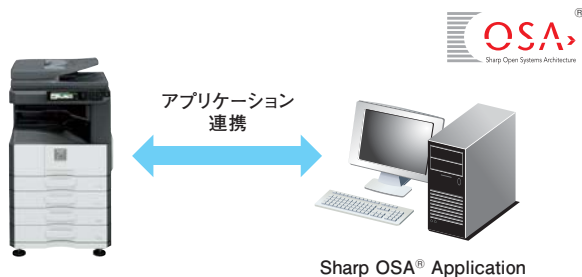 OSA
®
Sharp Open Systems Architecture
アプリケーション
連携
Sharp OSA® Application